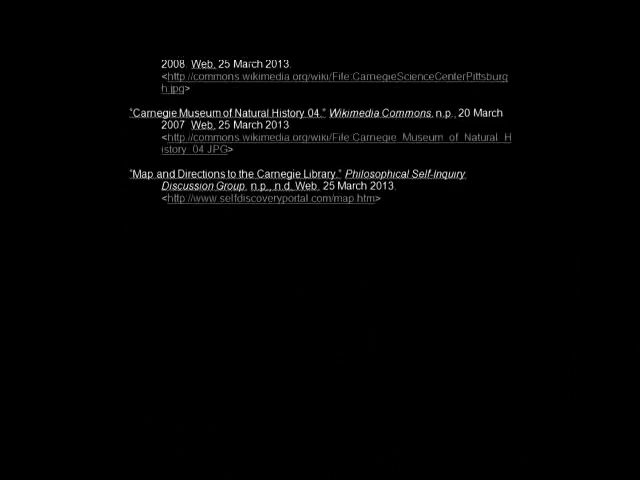 2008. Web. 25 March 2013.
<http://commons.wikimedia.org/wiki/File:CarnegieScienceCenterPittsburg
h.jpg>
"Carnegie Museum of Natural History 04." Wikimedia Commons. n.p., 20 March
2007. Web. 25 March 2013
<http://commons.wikimedia.org/wiki/File:Carnegie_Museum_of_Natural_H
istory_04.JPG>
"Map and Directions to the Carnegie Library." Philosophical Self-Inquiry
Discussion Group. n.p., n.d. Web. 25 March 2013.
<http://www.selfdiscoveryportal.com/map.htm>